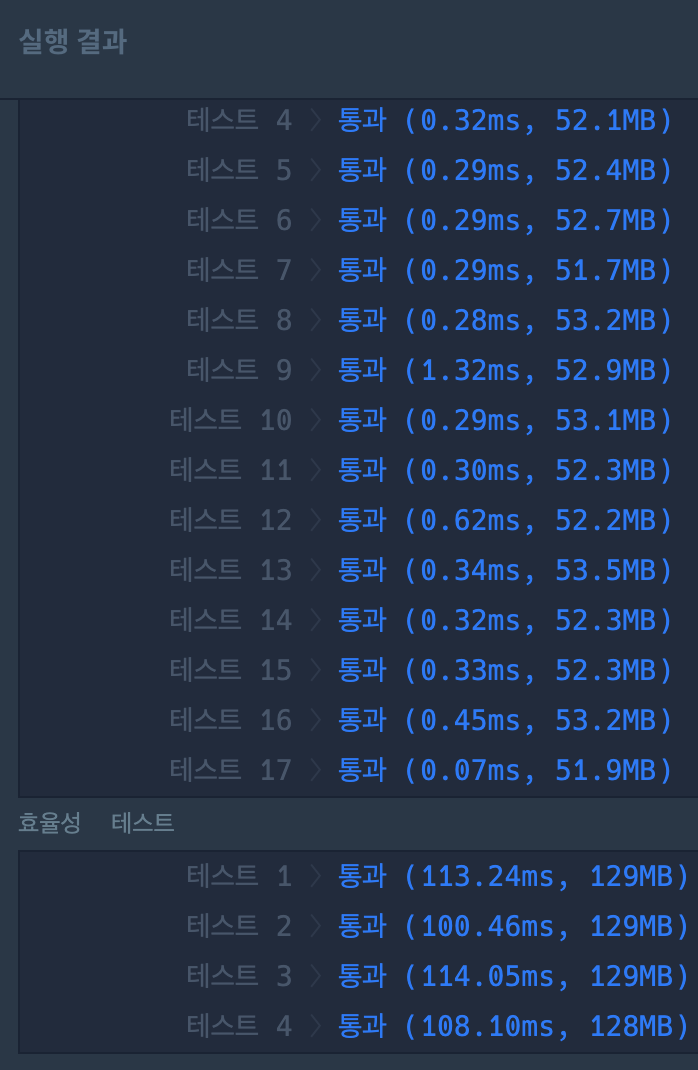 실행 결과
테스트 4 〉 통과 (0.32ms, 52.1MB)
테스트 5 〉 통과 (0.29ms, 52.4MB)
테스트 6 〉 통과 (0.29ms, 52.7MB)
테스트 7 〉 통과 (0.29ms, 51.7MB)
테스트 8 〉 통과 (0.28ms, 53.2MB)
테스트 9 〉 통과 (1.32ms, 52.9MB)
테스트 10 〉 통과 (0.29ms, 53.1MB)
테스트 11 〉 통과 (0.30ms, 52.3MB)
테스트 12 〉 통과 (0.62ms, 52.2MB)
테스트 13 〉 통과 (0.34ms, 53.5MB)
테스트 14 〉 통과 (0.32ms, 52.3MB)
테스트 15 〉 통과 (0.33ms, 52.3MB)
테스트 16 〉 통과 (0.45ms, 53.2MB)
테스트 17 〉 통과 (0.07ms, 51.9MB)
효율성 테스트
테스트 1 〉 통과 (113.24ms, 129MB)
테스트 2 〉 통과 (100.46ms, 129MB)
테스트 3 〉 통과 (114.05ms, 129MB)
테스트 4 〉 통과 (108.10ms, 128MB)